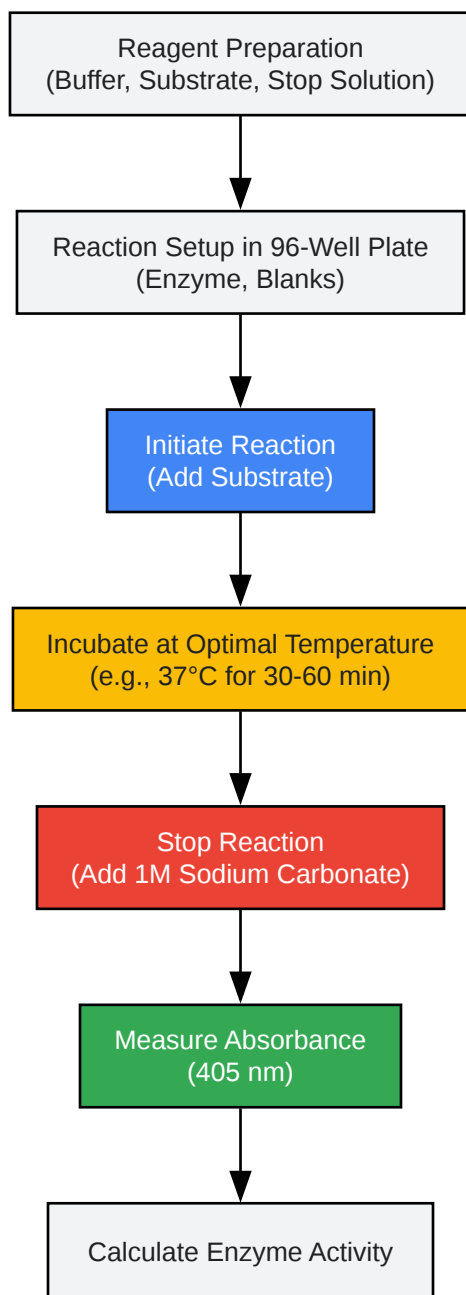 Reagent Preparation
(Buffer, Substrate, Stop Solution)
Reaction Setup in 96-Well Plate
(Enzyme, Blanks)
Initiate Reaction
(Add Substrate)
Incubate at Optimal Temperature
(e.g., 37°C for 30-60 min)
Stop Reaction
(Add 1M Sodium Carbonate)
Measure Absorbance
(405 nm)
Calculate Enzyme Activity